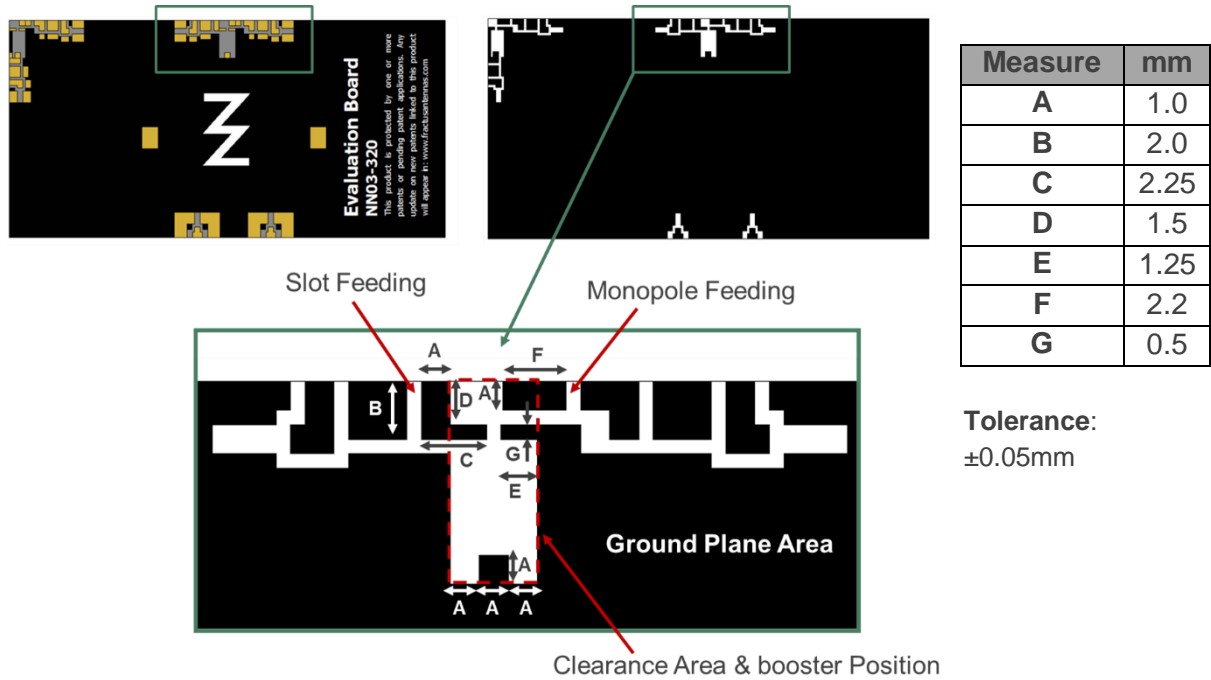 Evaluation Board
NN03-320
This product is protected by one or more
patents or pending patent applications. Any
update on new patents linked to this product
will appear in: www.fractusantennas.com
Measure mm
A 1.0
B 2.0
C 2.25
D 1.5
E 1.25
F 2.2
G 0.5
Tolerance:
±0.05mm
Slot Feeding
Monopole Feeding
A
F
B
D
A
C
G
E
Ground Plane Area
A
A
A
A
Clearance Area & booster Position